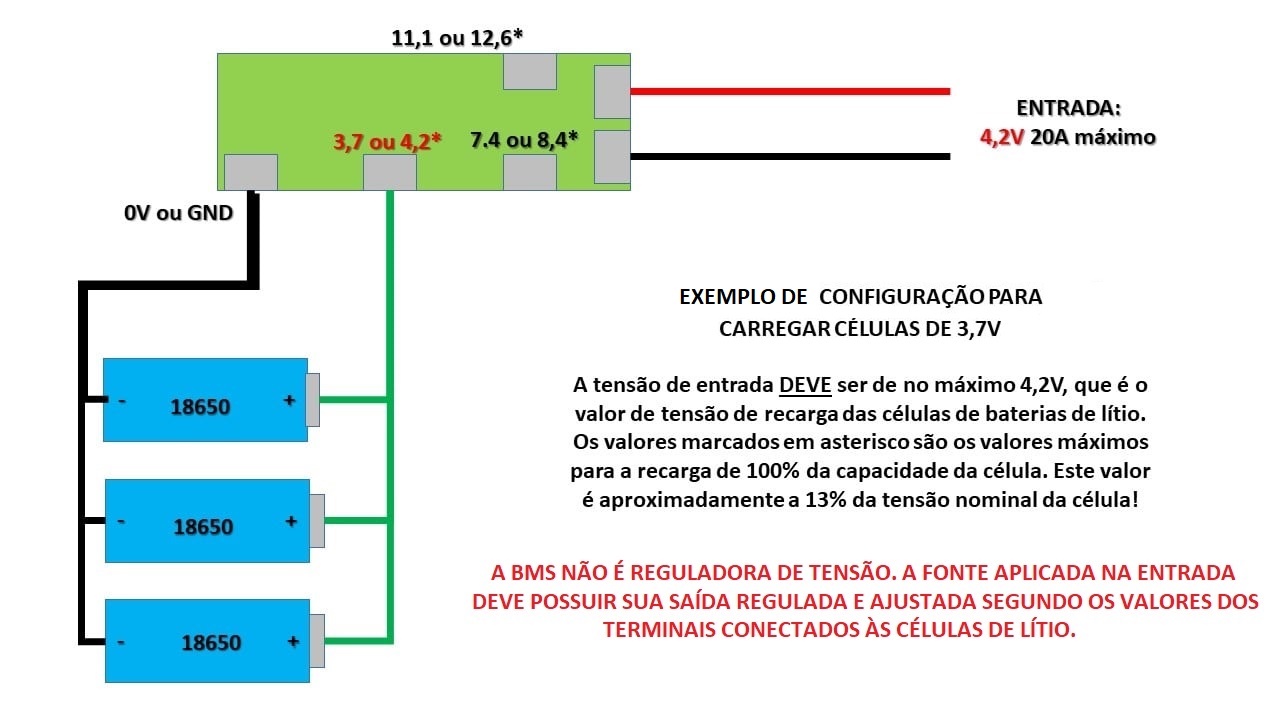 11,1 ou 12,6*
3,7 ou 4,2*
7.4 ou 8,4*
ENTRADA:
4,2V 20A máximo
0V ou GND
EXEMPLO DE CONFIGURAÇÃO PARA
CARREGAR CÉLULAS DE 3,7V
- 18650 +
- 18650 +
- 18650 +
A tensão de entrada DEVE ser de no máximo 4,2V, que é o
valor de tensão de recarga das células de baterias de lítio.
Os valores marcados em asterisco são os valores máximos
para a recarga de 100% da capacidade da célula. Este valor
é aproximadamente a 13% da tensão nominal da célula!
A BMS NÃO É REGULADORA DE TENSÃO. A FONTE APLICADA NA ENTRADA
DEVE POSSUIR SUA SAÍDA REGULADA E AJUSTADA SEGUNDO OS VALORES DOS
TERMINAIS CONECTADOS ÀS CÉLULAS DE LÍTIO.